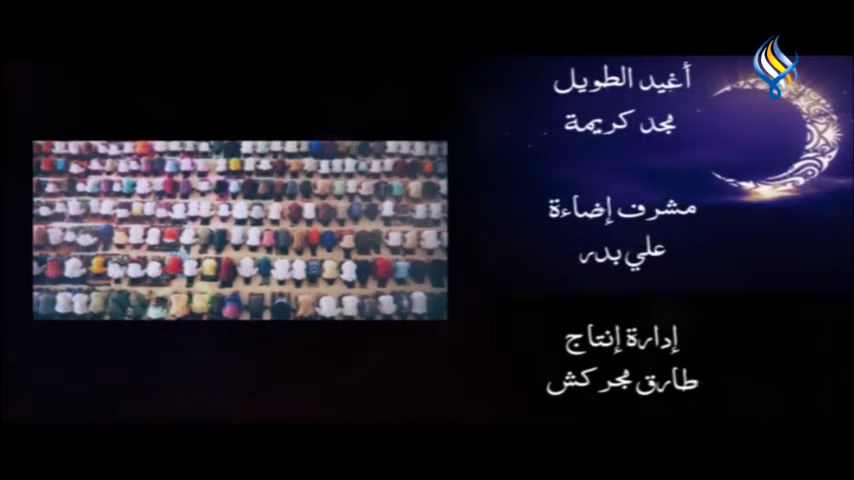 أغيد الطويل
مجد كريمة
مشرف إضاءة
علي بدر
إدارة إنتاج
طارق مجركش